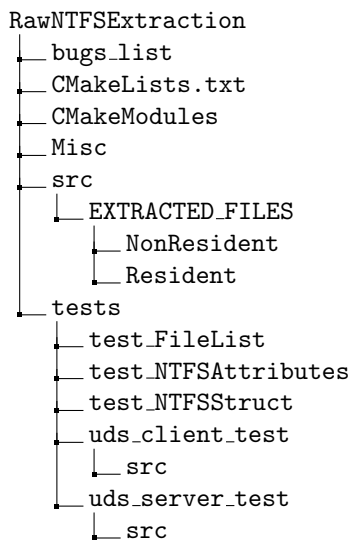 RawNTFSExtraction
bugs_list
CMakeLists.txt
CMakeModules
Misc
src
EXTRACTED_FILES
NonResident
Resident
tests
test_FileList
test_NTFSAttributes
test_NTFSStruct
uds_client_test
src
uds_server_test
src